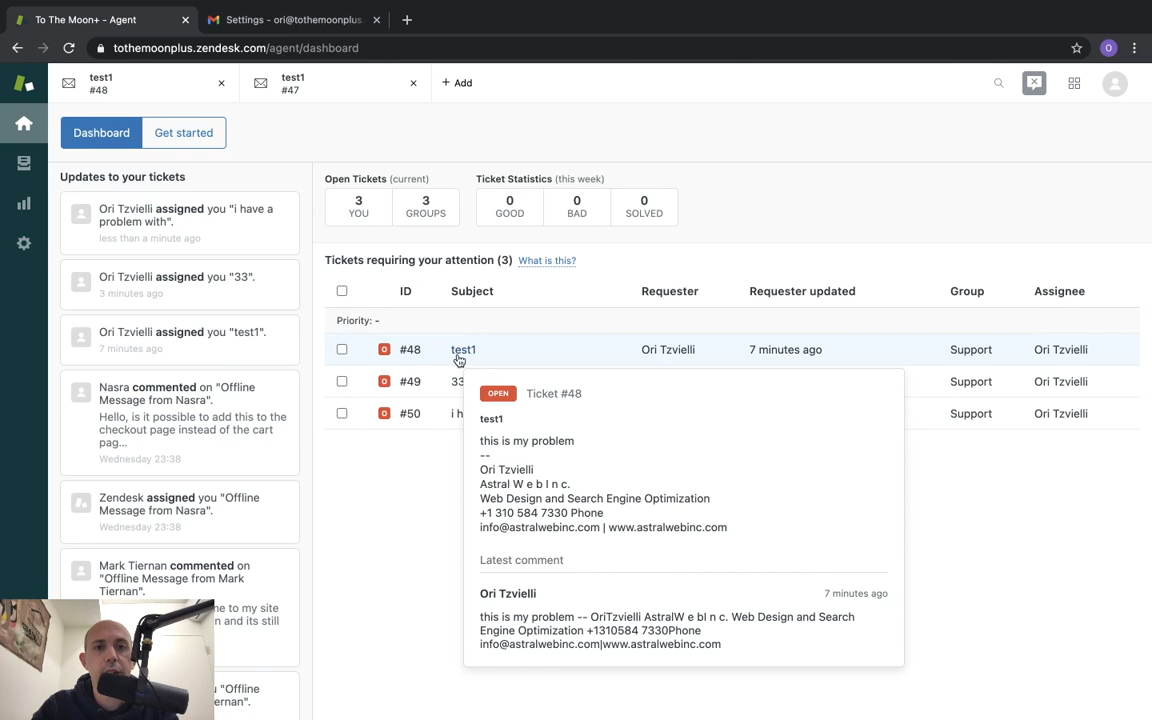 To The Moon+ - Agent
Settings - ori@tothemoonplus.
tothemoonplus.zendesk.com/agent/dashboard
O
test1
#48
test1
#47
+ Add
Dashboard
Get started
Updates to your tickets
Ori Tzvielli assigned you "i have a
problem with".
less than a minute ago
Ori Tzvielli assigned you "33".
3 minutes ago
Ori Tzvielli assigned you "test1".
7 minutes ago
Nasra commented on "Offline
Message from Nasra".
Hello, is it possible to add this to the
checkout page instead of the cart
pag...
Wednesday 23:38
Zendesk assigned you "Offline
Message from Nasra".
Wednesday 23:38
Mark Tiernan commented on
"Offline Message from Mark
Tiernan".
me to my site
n and its still
u "Offline
ernan".
Open Tickets (current)
3
YOU
3
GROUPS
Ticket Statistics (this week)
0
GOOD
0
BAD
0
SOLVED
Tickets requiring your attention (3) What is this?
ID Subject Requester Requester updated Group Assignee
Priority: -
O #48 test1 Ori Tzvielli 7 minutes ago Support Ori Tzvielli
O #49 33 Support Ori Tzvielli
O #50 i h Support Ori Tzvielli
OPEN Ticket #48
test1
this is my problem
--
Ori Tzvielli
Astral W e b I n c.
Web Design and Search Engine Optimization
+1 310 584 7330 Phone
info@astralwebinc.com | www.astralwebinc.com
Latest comment
Ori Tzvielli 7 minutes ago
this is my problem -- OriTzvielli AstralW e bI n c. Web Design and Search
Engine Optimization +1310584 7330Phone
info@astralwebinc.com|www.astralwebinc.com